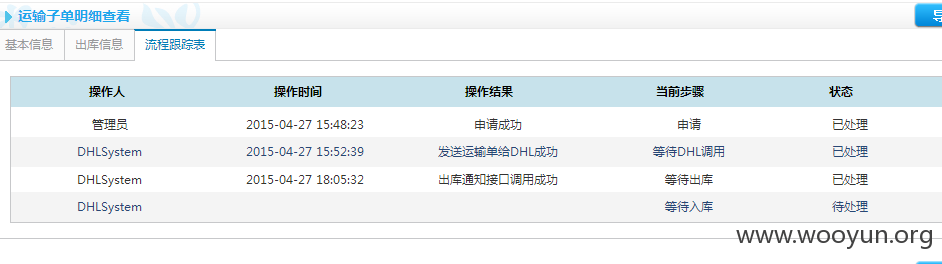 运输子单明细查看
基本信息 出库信息 流程跟踪表
操作人 操作时间 操作结果 当前步骤 状态
管理员 2015-04-27 15:48:23 申请成功 申请 已处理
DHLSystem 2015-04-27 15:52:39 发送运输单给DHL成功 等待DHL调用 已处理
DHLSystem 2015-04-27 18:05:32 出库通知接口调用成功 等待出库 已处理
DHLSystem 等待入库 待处理
www.wooyun.org